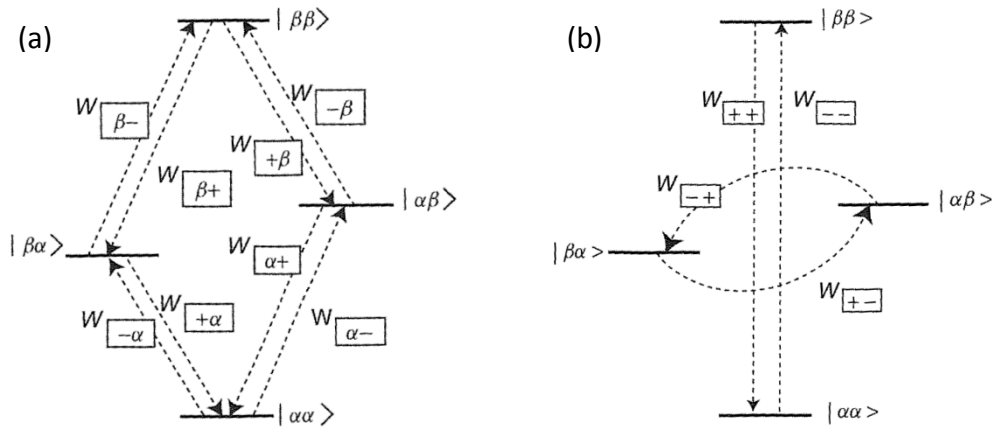 (a)
| ββ⟩
W β−
W −β
W +β
W β+
| αβ⟩
| βα⟩
W α+
W +α
W −α
W α−
| αα⟩
(b)
| ββ >
W + +
W − −
W − +
| αβ >
| βα >
W + −
| αα >